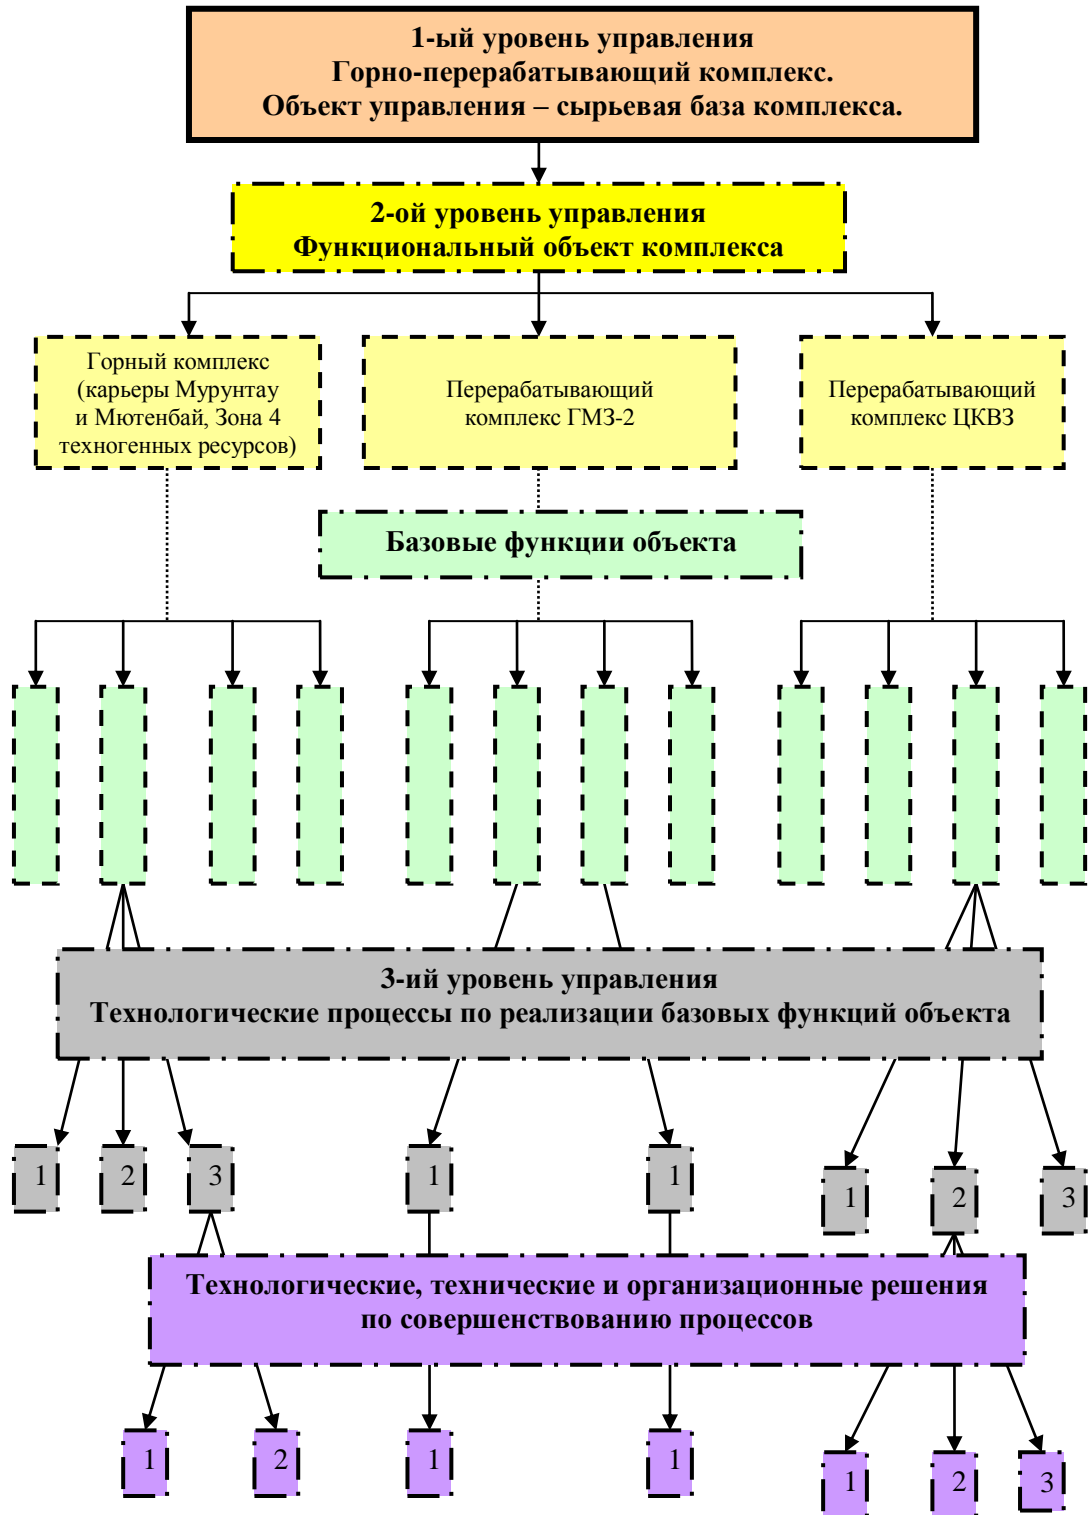 1-ый уровень управления
Горно-перерабатывающий комплекс.
Объект управления – сырьевая база комплекса.
2-ой уровень управления
Функциональный объект комплекса
Горный комплекс
(карьеры Мурунтау
и Мютенбай, Зона 4
техногенных ресурсов)
Перерабатывающий
комплекс ГМЗ-2
Перерабатывающий
комплекс ЦКВЗ
Базовые функции объекта
3-ий уровень управления
Технологические процессы по реализации базовых функций объекта
1
2
3
1
1
1
2
3
Технологические, технические и организационные решения
по совершенствованию процессов
1
2
1
1
1
2
3